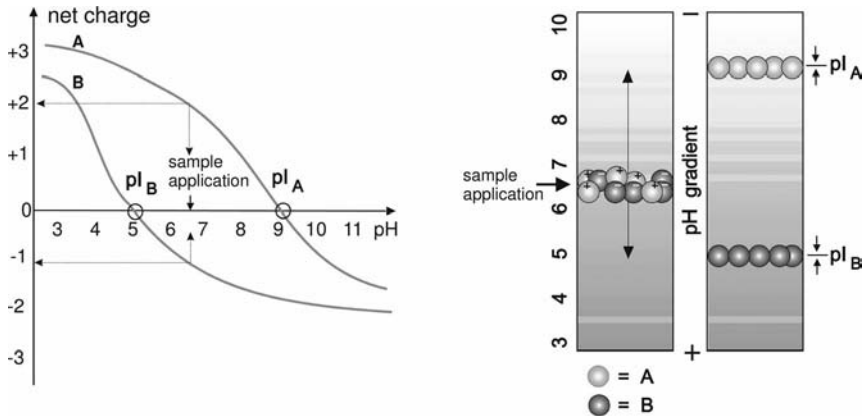 net charge
+3
+2
+1
0
-1
-2
-3
A
B
sample
application
pI B
pI A
3 4 5 6 7 8 9 10 11 pH
sample
application
10
9
8
7
6
5
4
3
+ + + + +
pH gradient
−
+
pI A
pI B
= A
= B